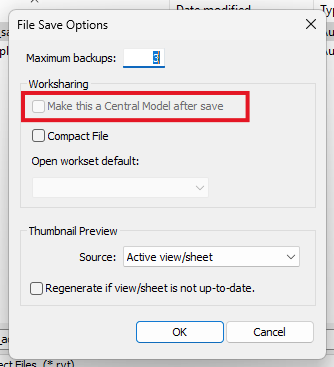 Date modified
Ty
File Save Options
Maximum backups:
3
Worksharing
Make this a Central Model after save
Compact File
Open workset default:
Thumbnail Preview
Source:
Active view/sheet
Regenerate if view/sheet is not up-to-date.
OK
Cancel
ect Files (*.rvt)